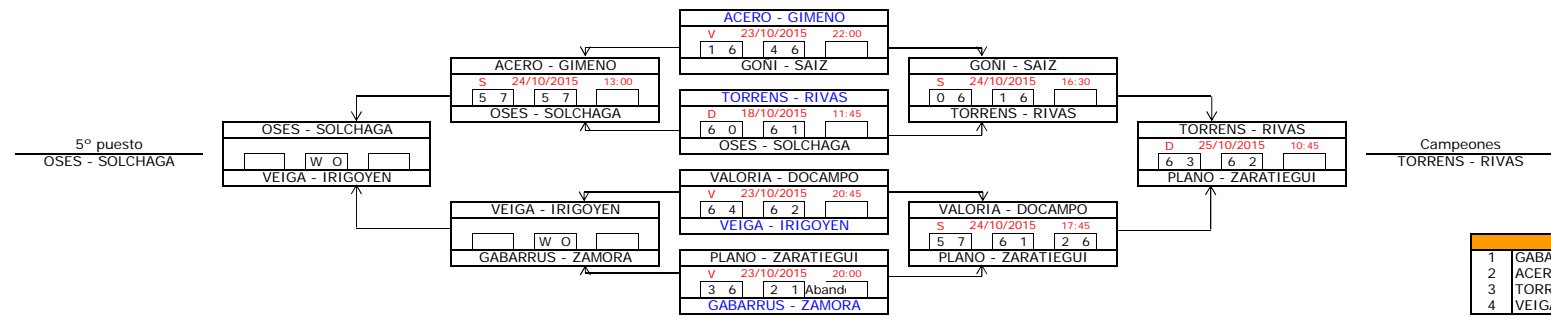 5º puesto
OSES - SOLCHAGA
OSES - SOLCHAGA
W O
VEIGA - IRIGOYEN
ACERO - GIMENO
S 24/10/2015 13:00
5 7 5 7
OSES - SOLCHAGA
VEIGA - IRIGOYEN
W O
GABARRUS - ZAMORA
ACERO - GIMENO
V 23/10/2015 22:00
1 6 4 6
GOÑI - SAIZ
TORRENS - RIVAS
D 18/10/2015 11:45
6 0 6 1
OSES - SOLCHAGA
VALORIA - DOCAMPO
V 23/10/2015 20:45
6 4 6 2
VEIGA - IRIGOYEN
PLANO - ZARATIEGUI
V 23/10/2015 20:00
3 6 2 1 Aband
GABARRUS - ZAMORA
GOÑI - SAIZ
S 24/10/2015 16:30
0 6 1 6
TORRENS - RIVAS
VALORIA - DOCAMPO
S 24/10/2015 17:45
5 7 6 1 2 6
PLANO - ZARATIEGUI
TORRENS - RIVAS
D 25/10/2015 10:45
6 3 6 2
PLANO - ZARATIEGUI
Campeones
TORRENS - RIVAS
1 GABA
2 ACER
3 TORR
4 VEIGA